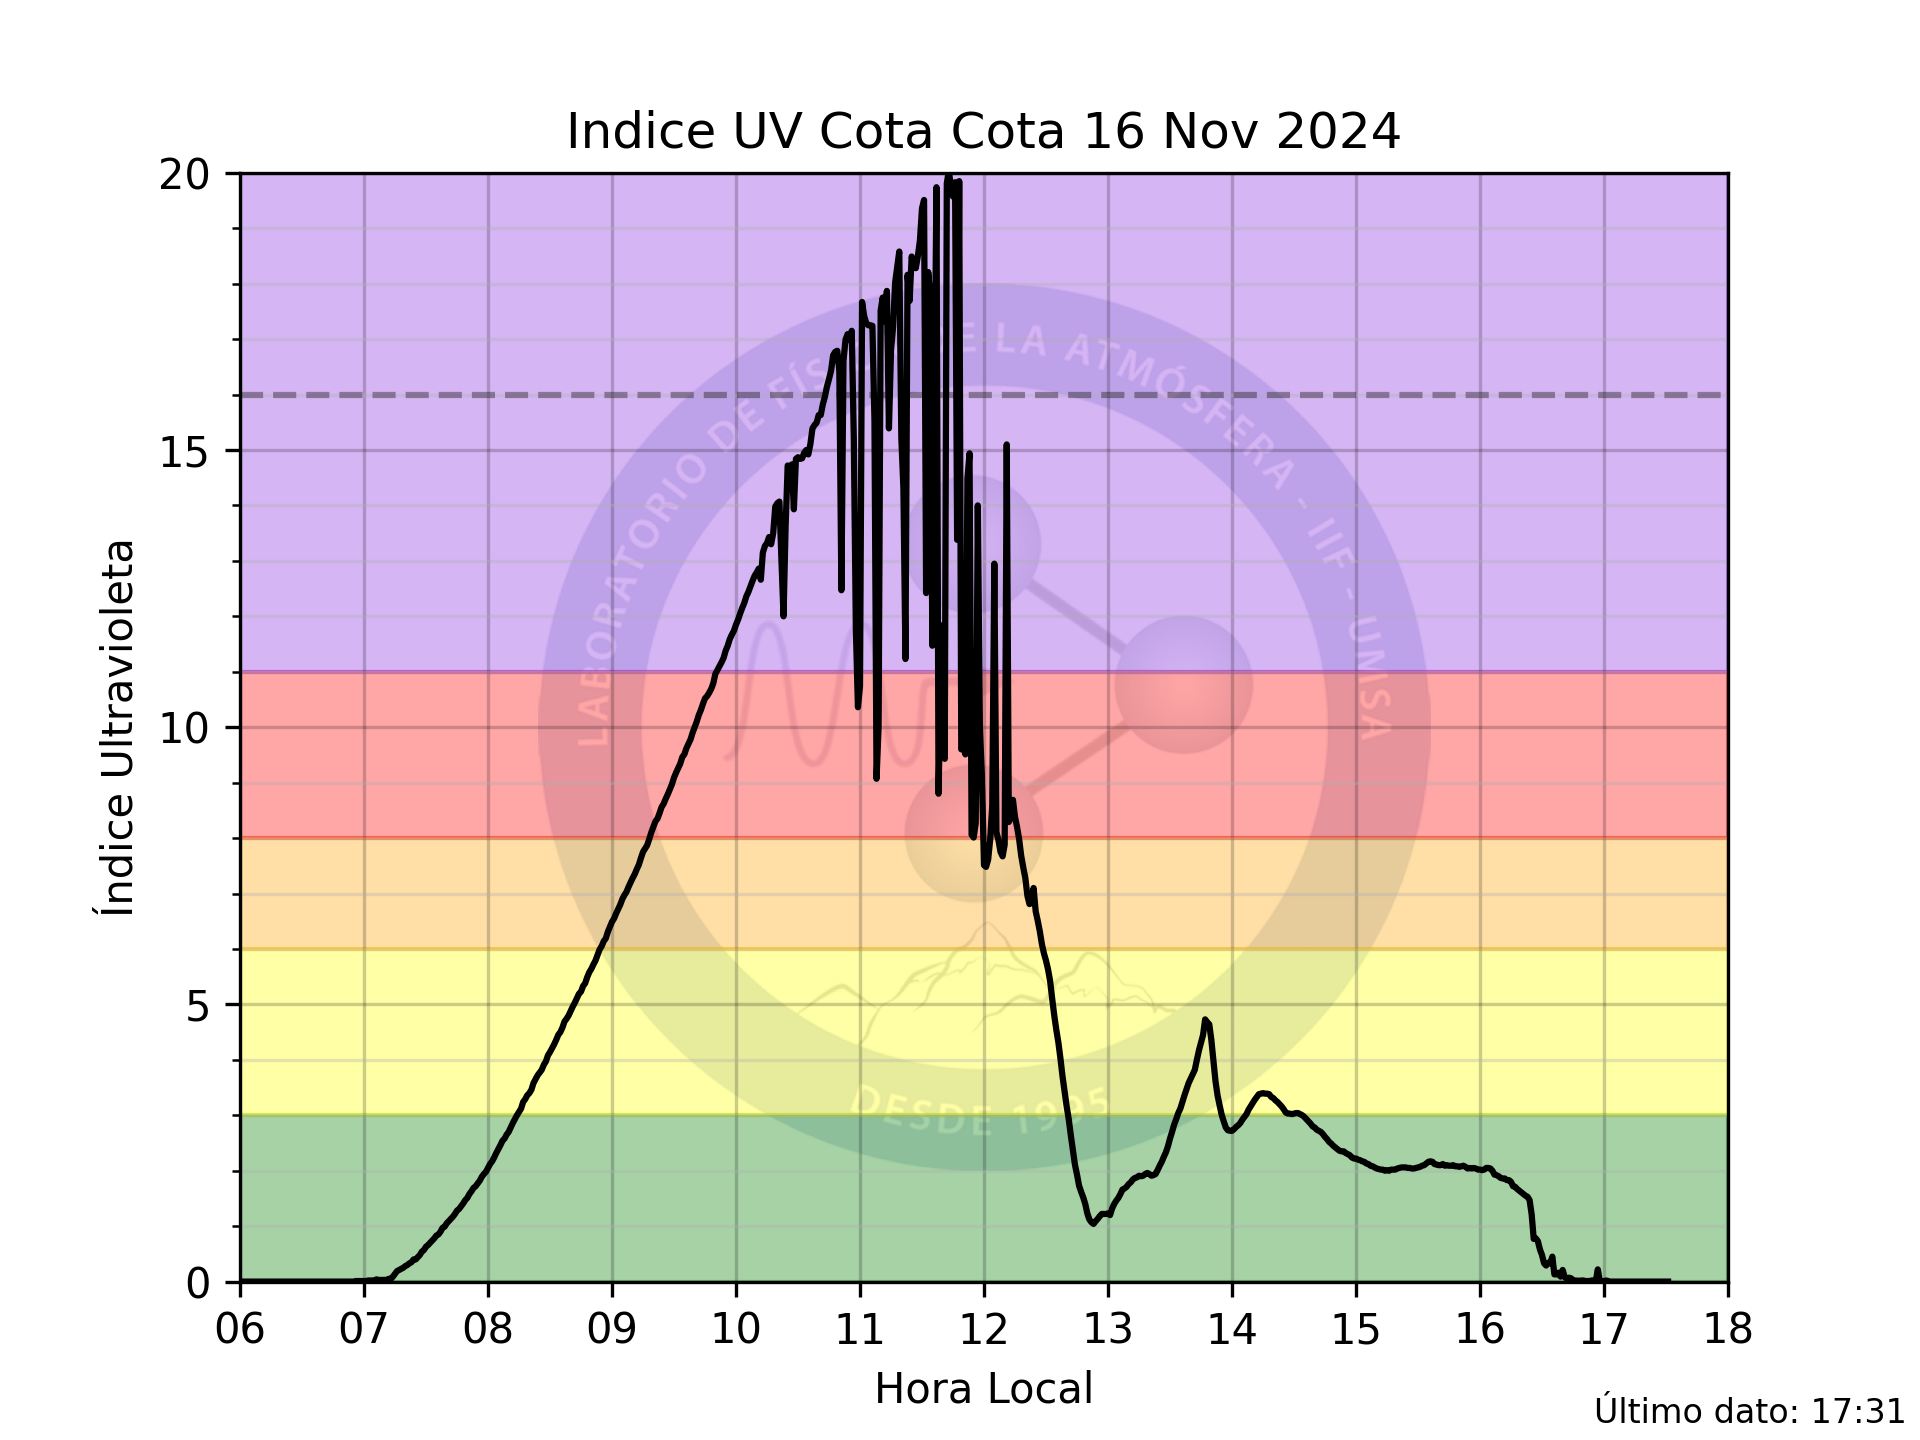 Indice UV Cota Cota 16 Nov 2024
20
15
10
5
0
Índice Ultravioleta
LABORATORIO DE FÍS E LA ATMÓSFERA - IIF - UMSA
DESDE 1995
06 07 08 09 10 11 12 13 14 15 16 17 18
Hora Local
Último dato: 17:31